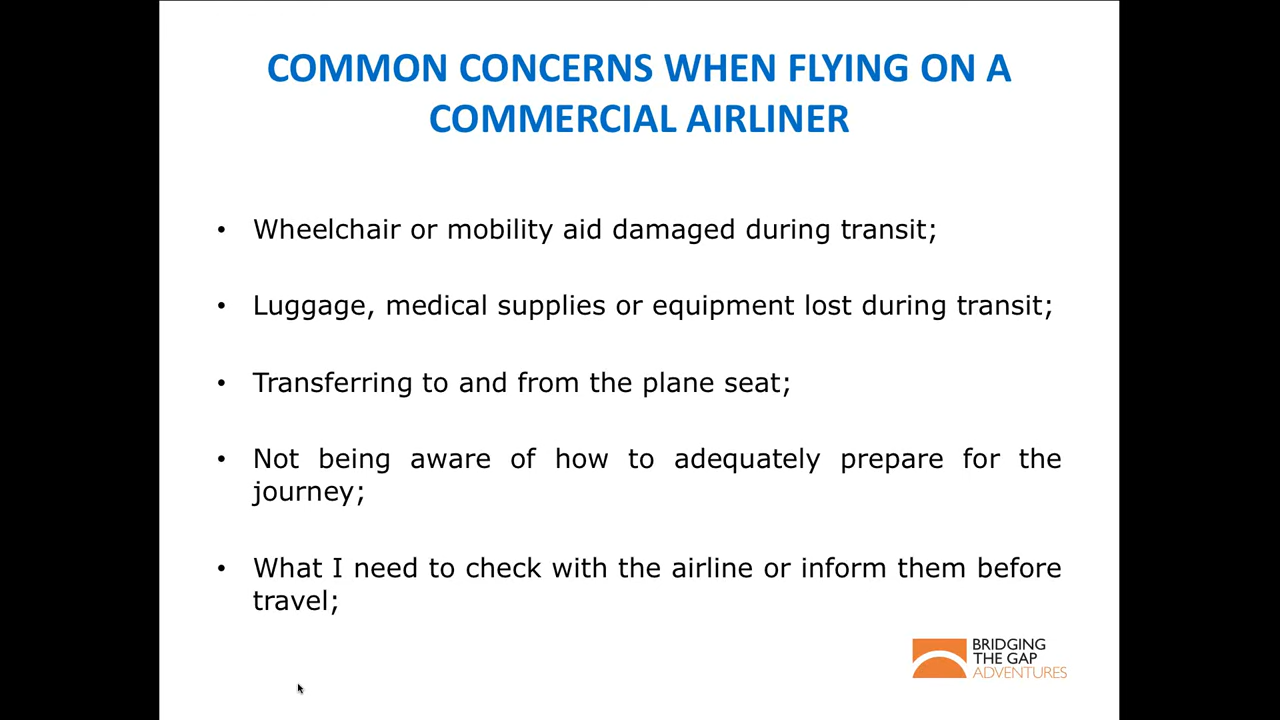 COMMON CONCERNS WHEN FLYING ON A
COMMERCIAL AIRLINER
• Wheelchair or mobility aid damaged during transit;
• Luggage, medical supplies or equipment lost during transit;
• Transferring to and from the plane seat;
• Not being aware of how to adequately prepare for the
journey;
• What I need to check with the airline or inform them before
travel;
BRIDGING
THE GAP
ADVENTURES